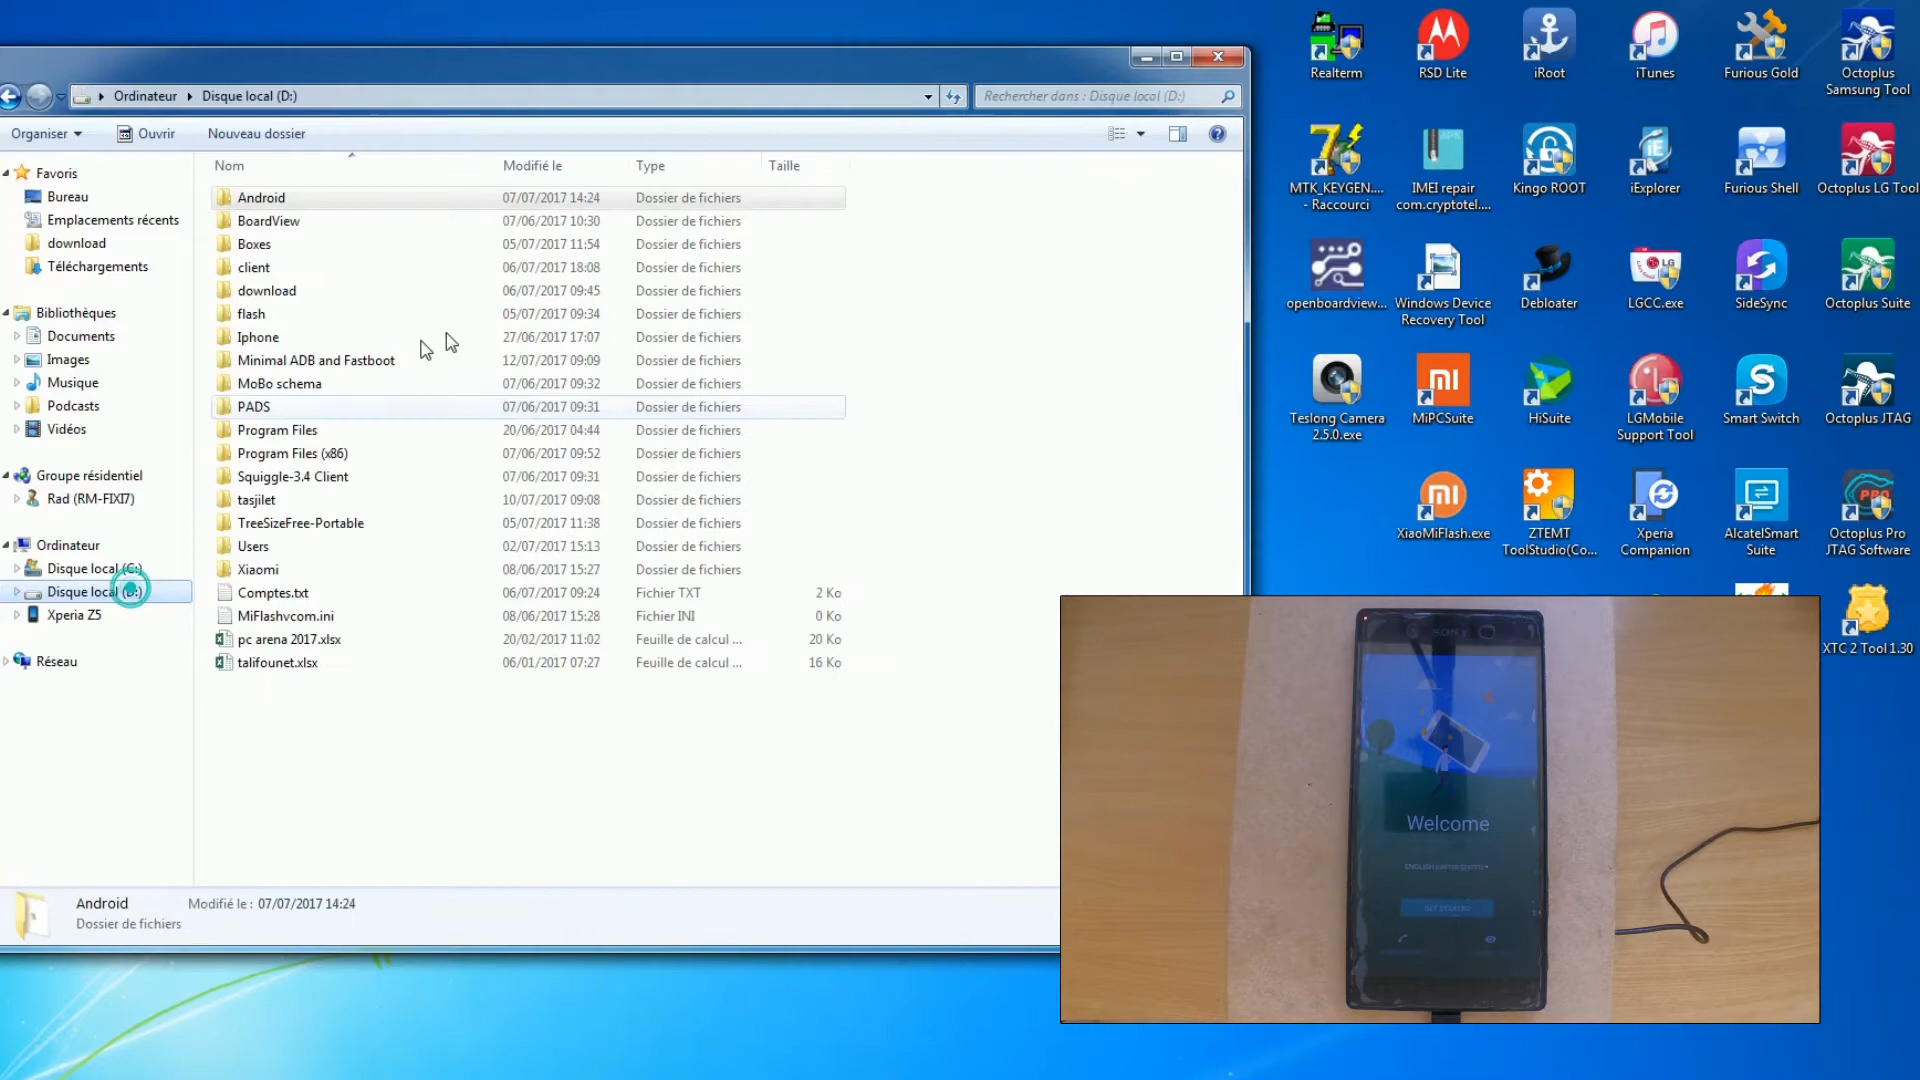 Ordinateur
Disque local (D:)
Rechercher dans : Disque local (D:)
Organiser
Ouvrir
Nouveau dossier
Nom
Modifié le
Type
Taille
Favoris
Bureau
Emplacements récents
download
Téléchargements
Bibliothèques
Documents
Images
Musique
Podcasts
Vidéos
Groupe résidentiel
Rad (RM-FIXI7)
Ordinateur
Disque local (C:)
Disque local (D:)
Xperia Z5
Réseau
Android 07/07/2017 14:24 Dossier de fichiers
BoardView 07/06/2017 10:30 Dossier de fichiers
Boxes 05/07/2017 11:54 Dossier de fichiers
client 06/07/2017 18:08 Dossier de fichiers
download 06/07/2017 09:45 Dossier de fichiers
flash 05/07/2017 09:34 Dossier de fichiers
Iphone 27/06/2017 17:07 Dossier de fichiers
Minimal ADB and Fastboot 12/07/2017 09:09 Dossier de fichiers
MoBo schema 07/06/2017 09:32 Dossier de fichiers
PADS 07/06/2017 09:31 Dossier de fichiers
Program Files 20/06/2017 04:44 Dossier de fichiers
Program Files (x86) 07/06/2017 09:52 Dossier de fichiers
Squiggle-3.4 Client 07/06/2017 09:31 Dossier de fichiers
tasjilet 10/07/2017 09:08 Dossier de fichiers
TreeSizeFree-Portable 05/07/2017 11:38 Dossier de fichiers
Users 02/07/2017 15:13 Dossier de fichiers
Xiaomi 08/06/2017 15:27 Dossier de fichiers
Comptes.txt 06/07/2017 09:24 Fichier TXT 2 Ko
MiFlashvcom.ini 08/06/2017 15:28 Fichier INI 0 Ko
pc arena 2017.xlsx 20/02/2017 11:02 Feuille de calcul ... 20 Ko
talifounet.xlsx 06/01/2017 07:27 Feuille de calcul ... 16 Ko
Android Modifié le : 07/07/2017 14:24
Dossier de fichiers
Realterm
RSD Lite
iRoot
iTunes
Furious Gold
Octoplus
Samsung Tool
MTK_KEYGEN....
- Raccourci
IMEI repair
com.cryptotel....
Kingo ROOT
iExplorer
Furious Shell
Octoplus LG Tool
openboardview...
Windows Device
Recovery Tool
Debloater
LGCC.exe
SideSync
Octoplus Suite
Teslong Camera
2.5.0.exe
MiPCSuite
HiSuite
LGMobile
Support Tool
Smart Switch
Octoplus JTAG
XiaoMiFlash.exe
ZTEMT
ToolStudio(Co...
Xperia
Companion
AlcatelSmart
Suite
Octoplus Pro
JTAG Software
XTC 2 Tool 1.30
SONY
Welcome
GET STARTED